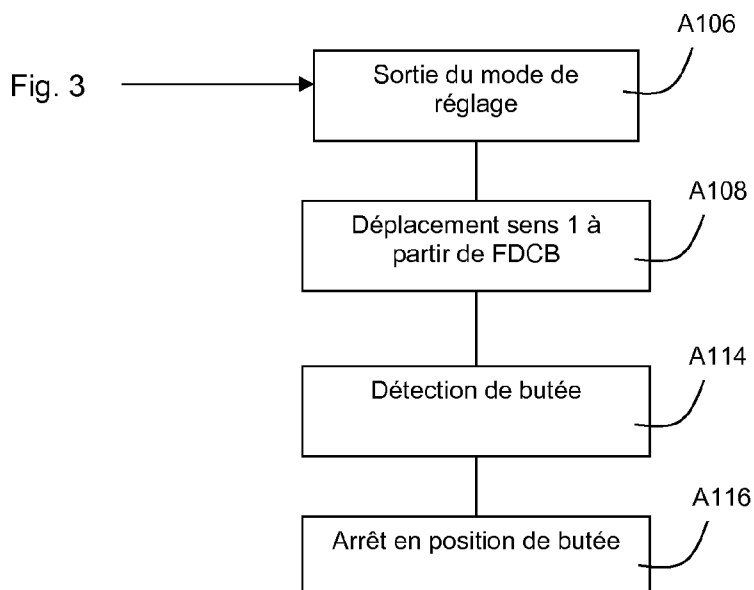 A106
Fig. 3
Sortie du mode de
réglage
A108
Déplacement sens 1 à
partir de FDCB
A114
Détection de butée
A116
Arrêt en position de butée